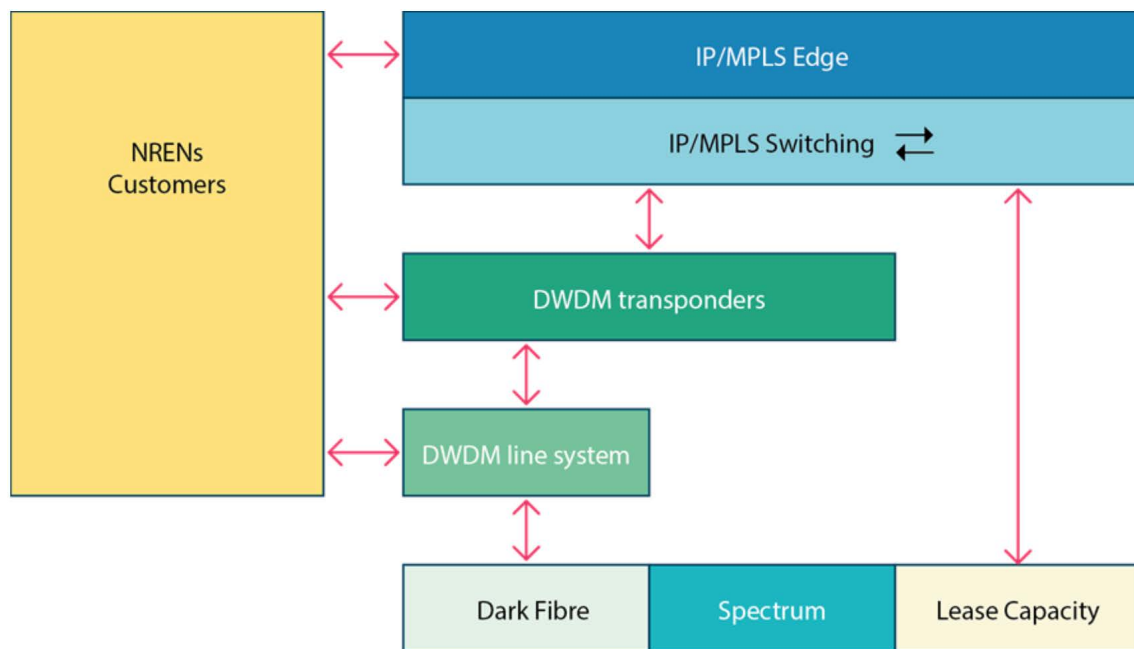 NRENs
Customers
IP/MPLS Edge
IP/MPLS Switching
DWDM transponders
DWDM line system
Dark Fibre
Spectrum
Lease Capacity